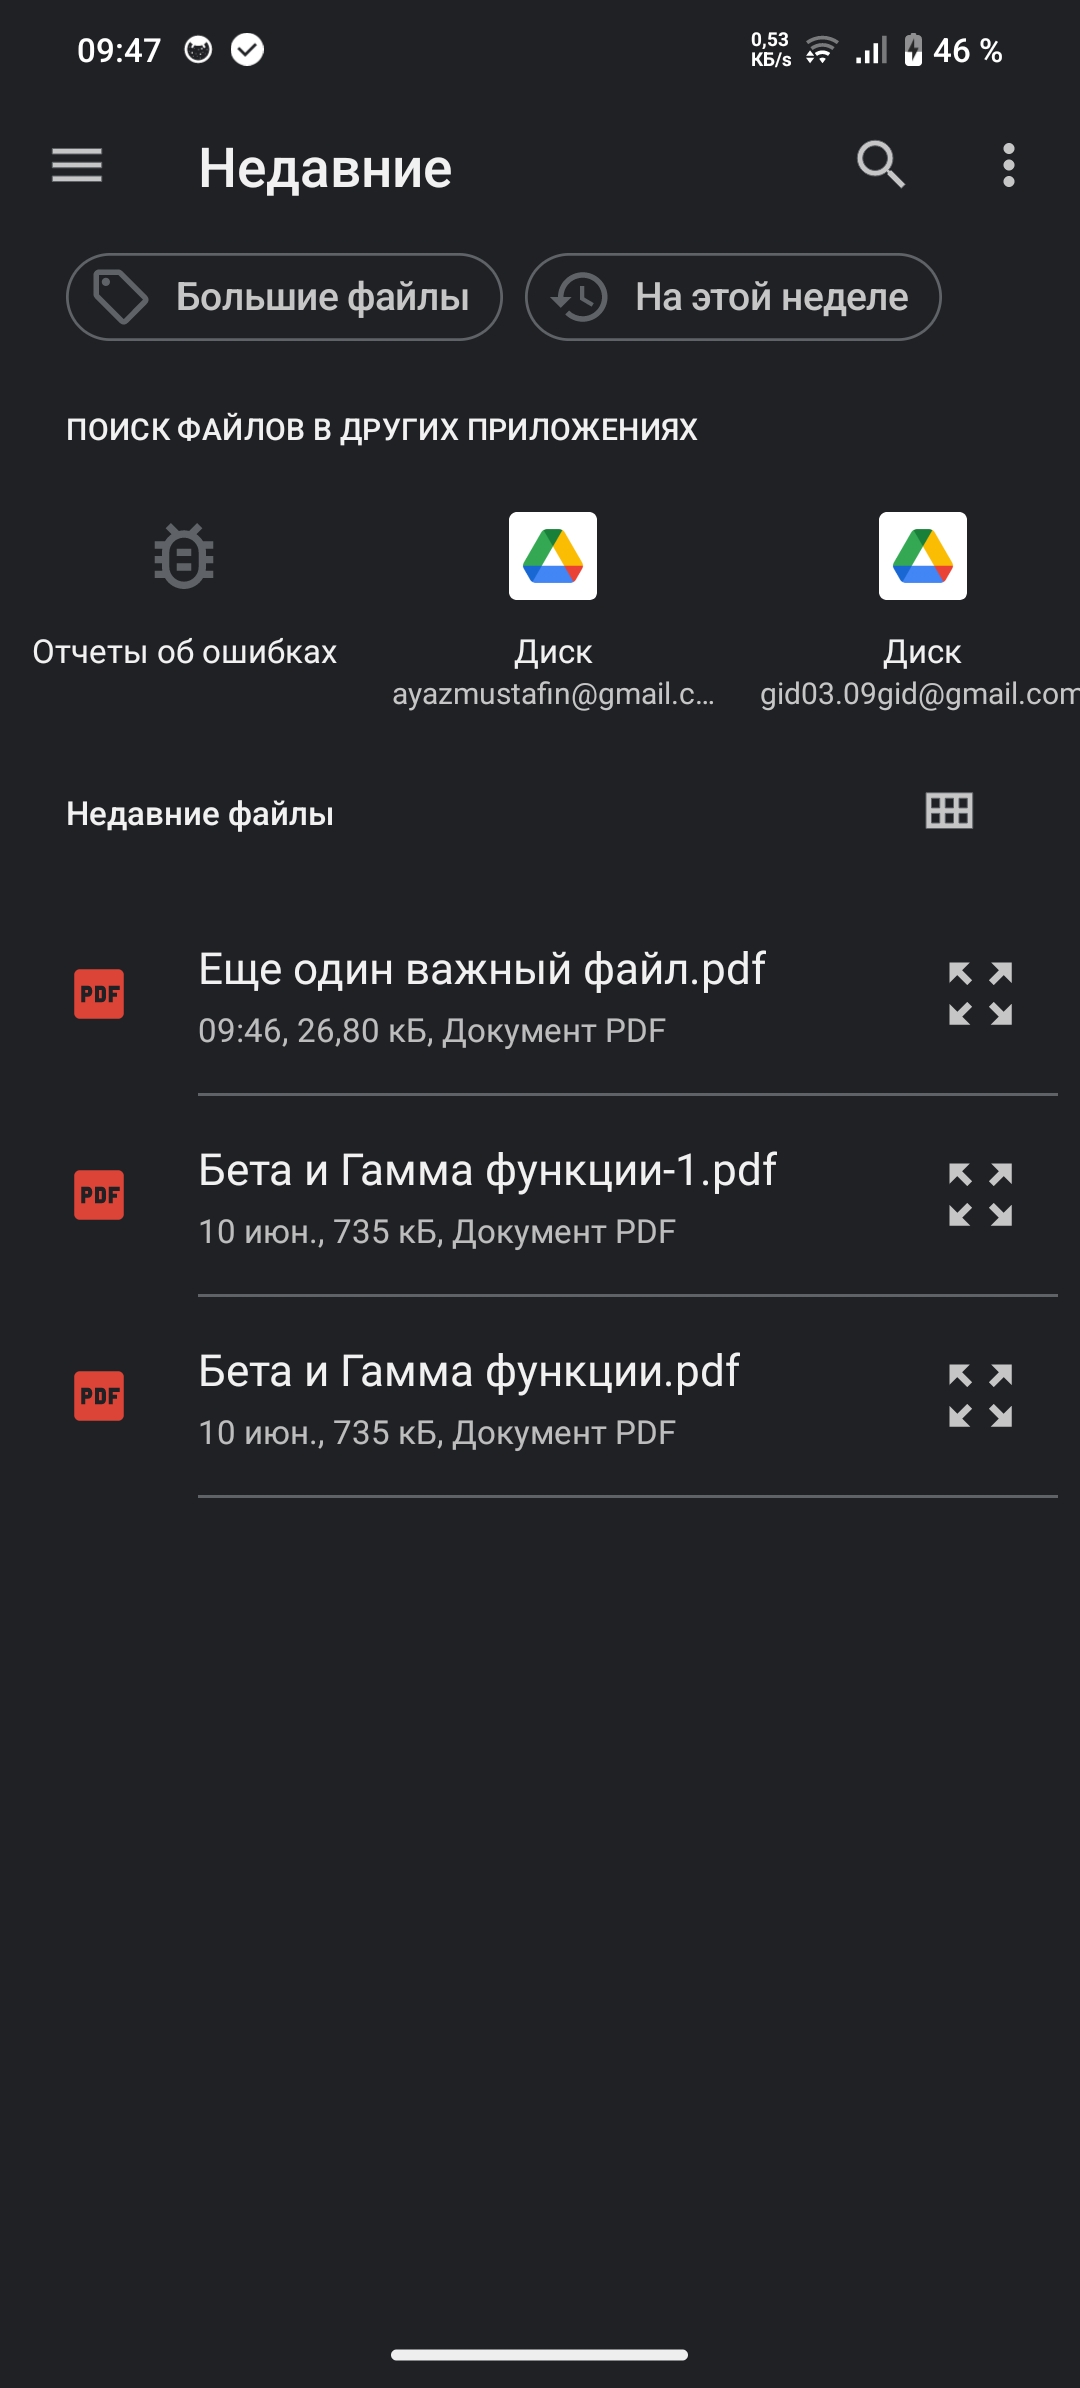 09:47
0,53
КБ/s
46 %
Недавние
Большие файлы
На этой неделе
ПОИСК ФАЙЛОВ В ДРУГИХ ПРИЛОЖЕНИЯХ
Отчеты об ошибках
Диск
ayazmustafin@gmail.c...
Диск
gid03.09gid@gmail.com
Недавние файлы
PDF
Еще один важный файл.pdf
09:46, 26,80 кБ, Документ PDF
PDF
Бета и Гамма функции-1.pdf
10 июн., 735 кБ, Документ PDF
PDF
Бета и Гамма функции.pdf
10 июн., 735 кБ, Документ PDF